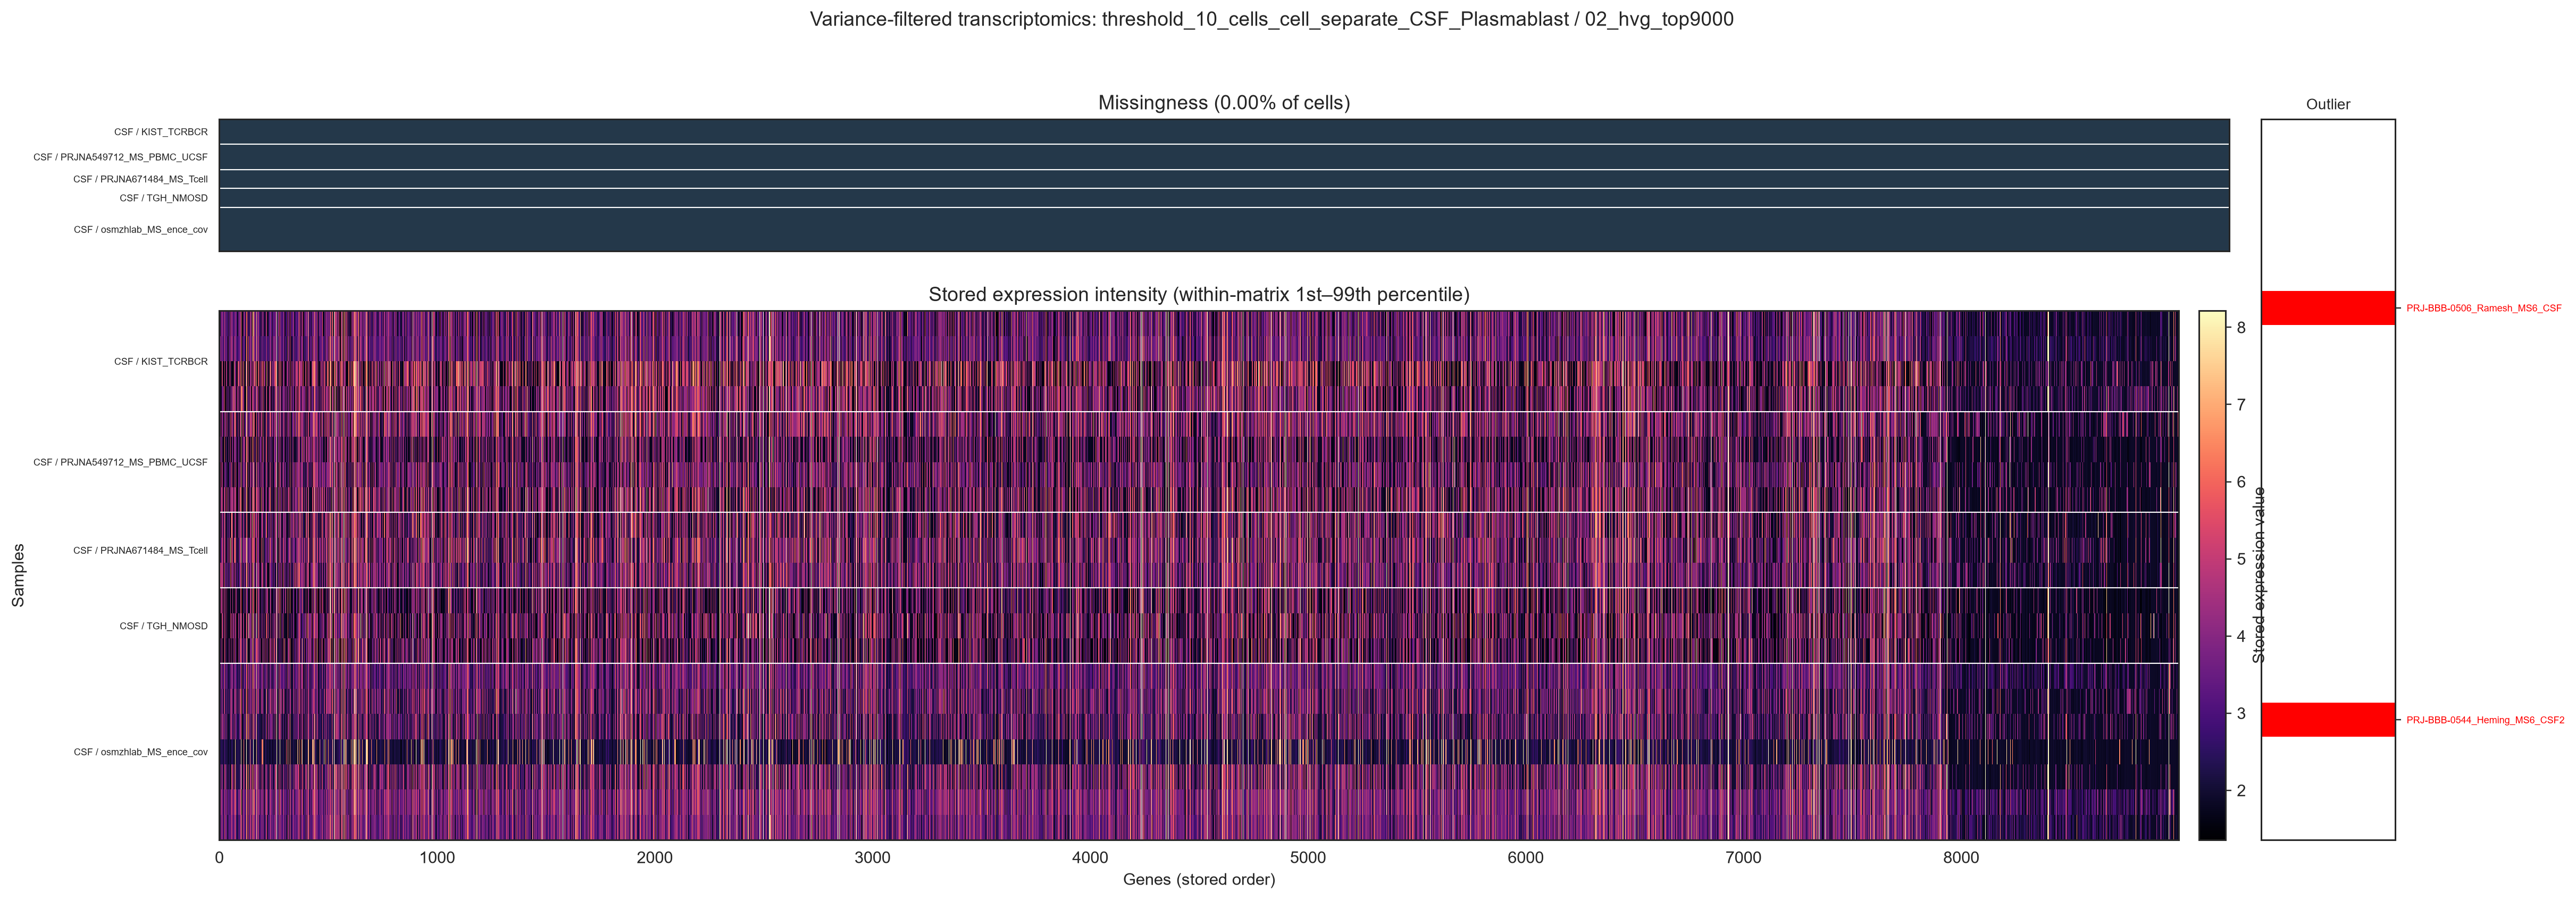 Variance-filtered transcriptomics: threshold_10_cells_cell_separate_CSF_Plasmablast / 02_hvg_top9000
Missingness (0.00% of cells)
Outlier
CSF / KIST_TCRBCR
CSF / PRJNA549712_MS_PBMC_UCSF
CSF / PRJNA671484_MS_Tcell
CSF / TGH_NMOSD
CSF / osmzhlab_MS_ence_cov
Stored expression intensity (within-matrix 1st–99th percentile)
CSF / KIST_TCRBCR
CSF / PRJNA549712_MS_PBMC_UCSF
CSF / PRJNA671484_MS_Tcell
CSF / TGH_NMOSD
CSF / osmzhlab_MS_ence_cov
Samples
0 1000 2000 3000 4000 5000 6000 7000 8000
Genes (stored order)
8
7
6
5
4
3
2
Stored expression value
PRJ-BBB-0506_Ramesh_MS6_CSF
PRJ-BBB-0544_Heming_MS6_CSF2